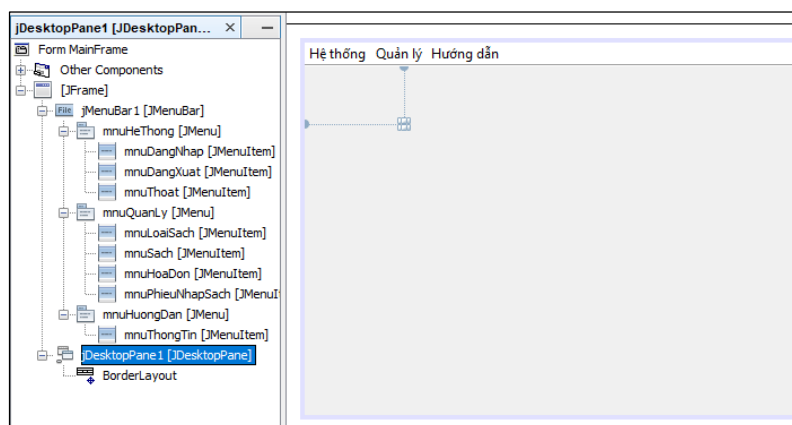 jDesktopPane1 [JDesktopPan...
Form MainFrame
Other Components
[JFrame]
jMenuBar1 [JMenuBar]
mnuHeThong [JMenu]
mnuDangNhap [JMenuItem]
mnuDangXuat [JMenuItem]
mnuThoat [JMenuItem]
mnuQuanLy [JMenu]
mnuLoaiSach [JMenuItem]
mnuSach [JMenuItem]
mnuHoaDon [JMenuItem]
mnuPhieuNhapSach [JMenuI
mnuHuongDan [JMenu]
mnuThongTin [JMenuItem]
jDesktopPane1 [JDesktopPane]
BorderLayout
Hệ thống Quản lý Hướng dẫn